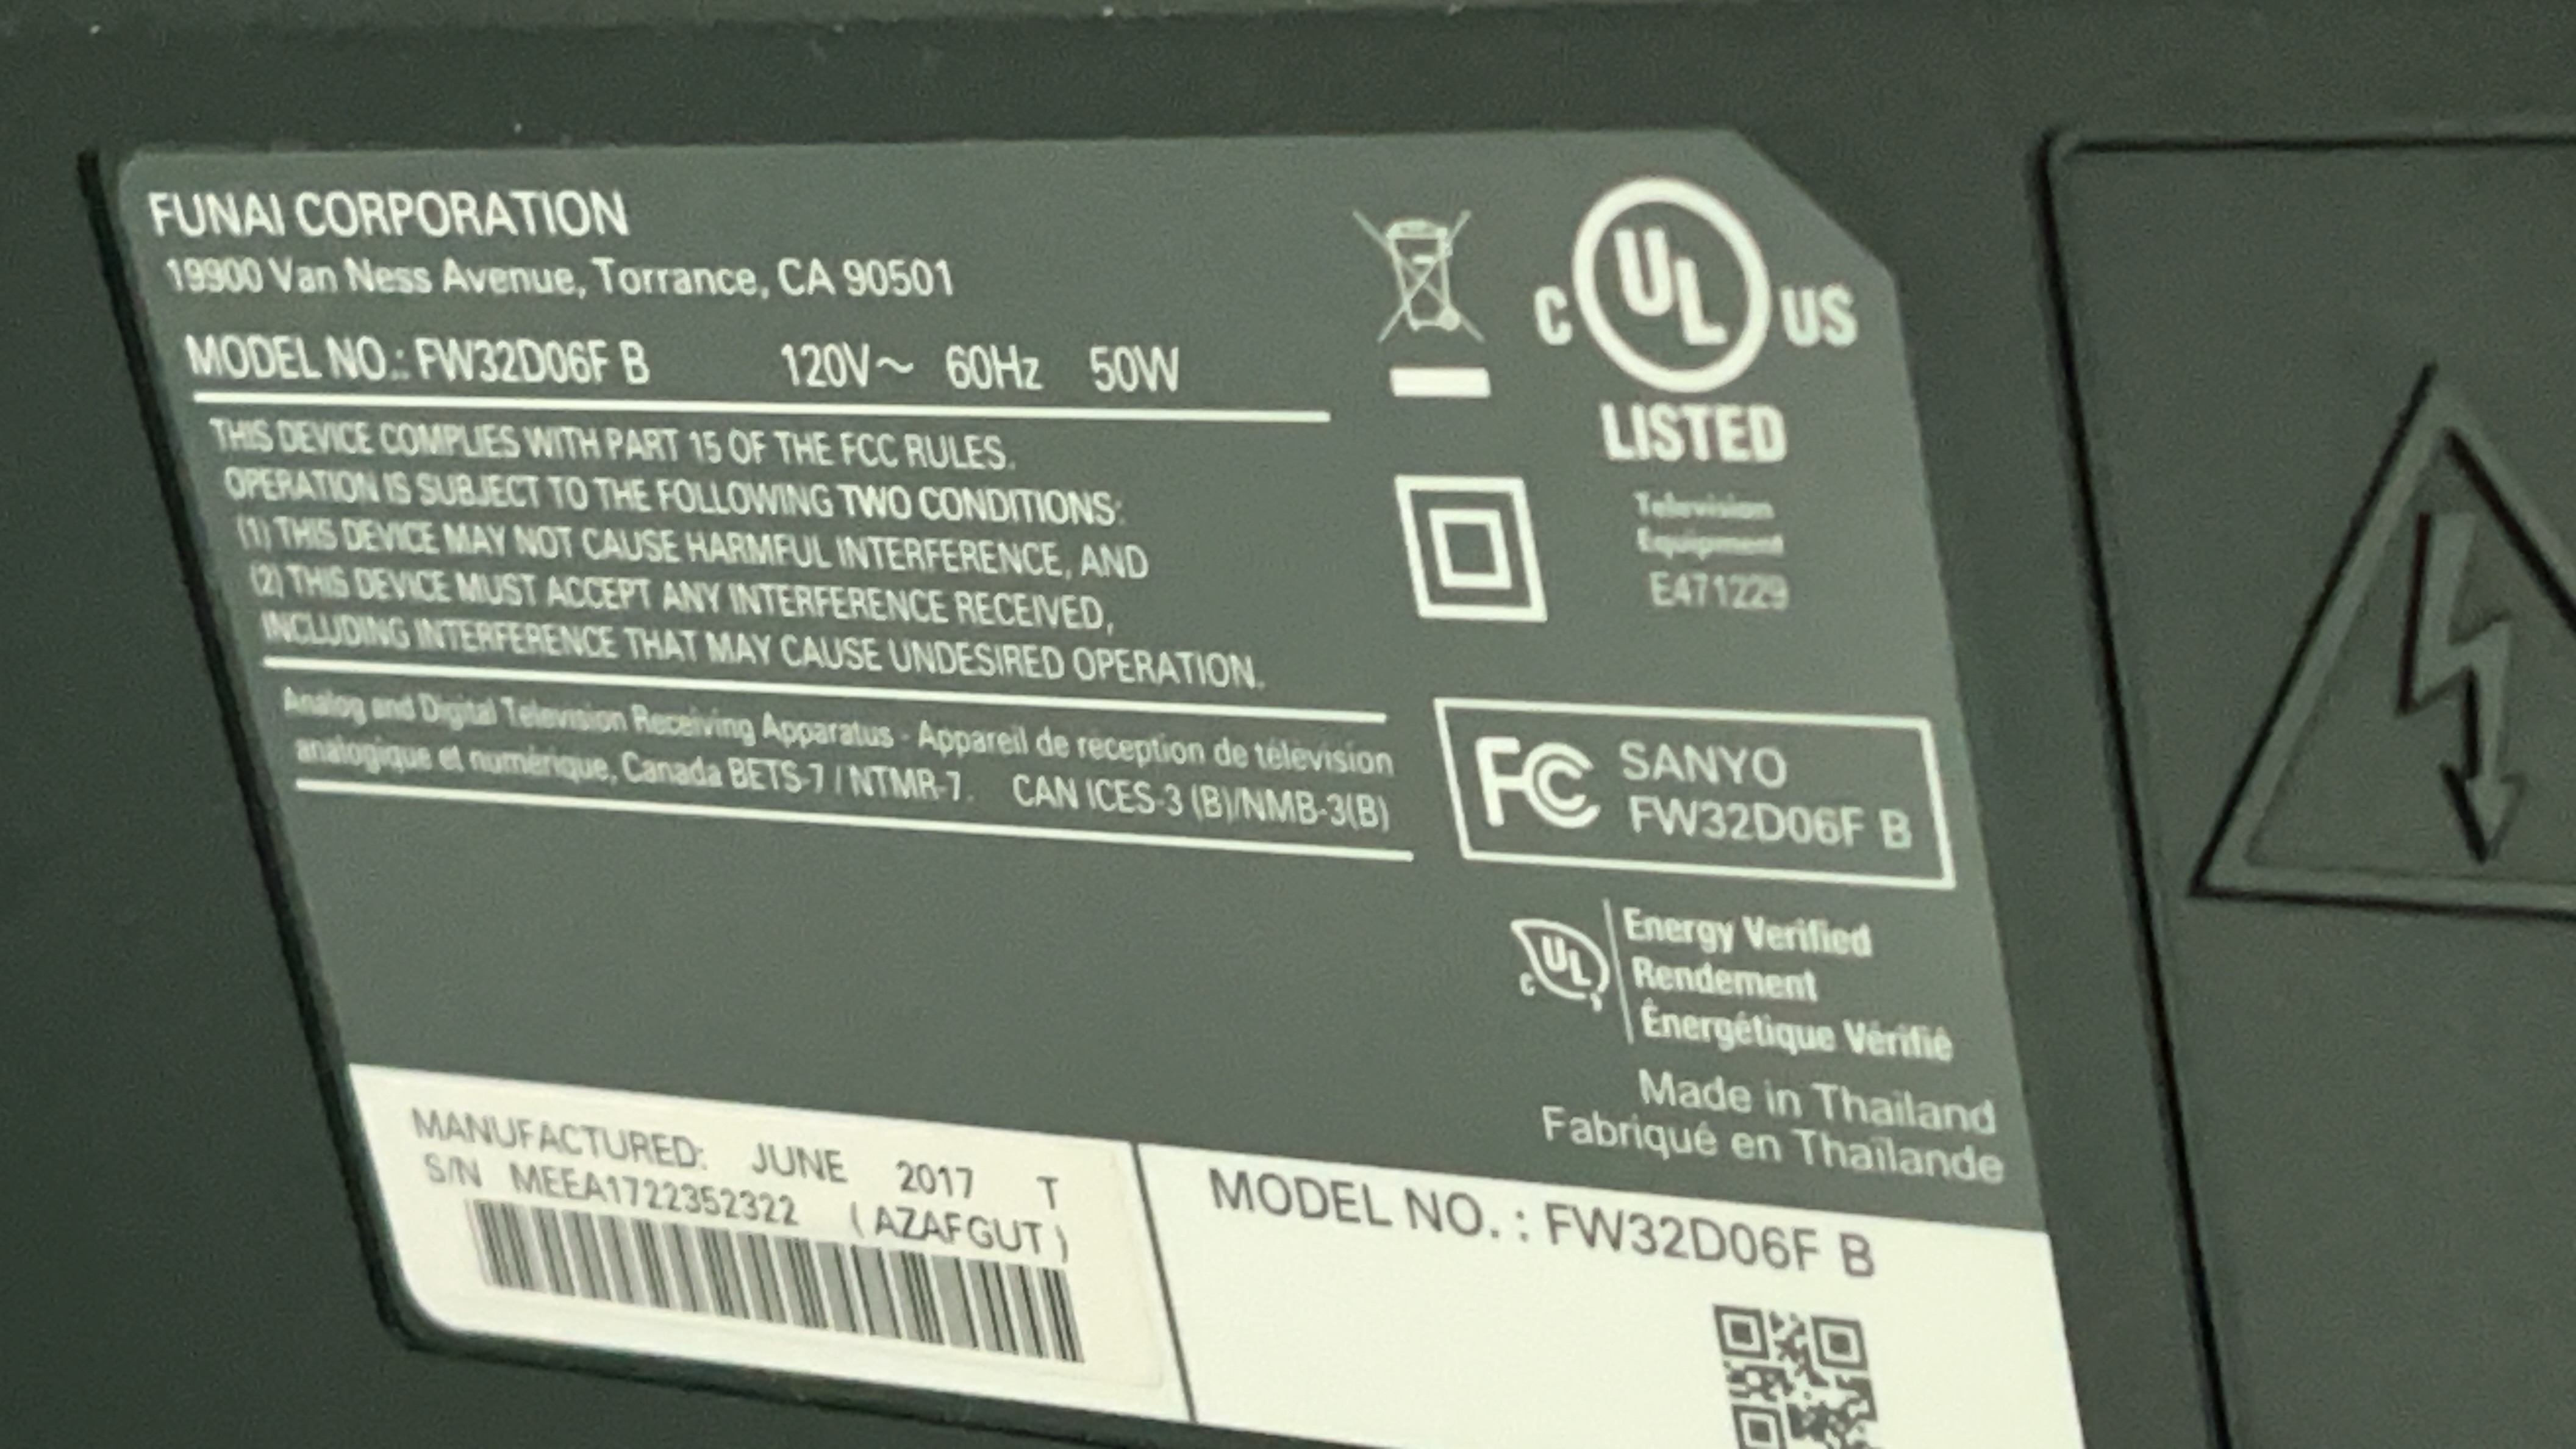 FUNAI CORPORATION
19900 Van Ness Avenue, Torrance, CA 90501
MODEL NO.: FW32D06F B 120V~ 60Hz 50W
THIS DEVICE COMPLIES WITH PART 15 OF THE FCC RULES.
OPERATION IS SUBJECT TO THE FOLLOWING TWO CONDITIONS:
(1) THIS DEVICE MAY NOT CAUSE HARMFUL INTERFERENCE, AND
(2) THIS DEVICE MUST ACCEPT ANY INTERFERENCE RECEIVED,
INCLUDING INTERFERENCE THAT MAY CAUSE UNDESIRED OPERATION.
Analog and Digital Television Receiving Apparatus - Appareil de réception de télévision
analogique et numérique, Canada BETS-7 / NTMR-7. CAN ICES-3 (B)/NMB-3(B)
C UL US
LISTED
Television
Equipment
E471229
FC SANYO
FW32D06F B
C UL
Energy Verified
Rendement
Énergétique Vérifié
Made in Thailand
Fabriqué en Thaïlande
MANUFACTURED: JUNE 2017 T
S/N MEEA1722352322 ( AZAFGUT )
MODEL NO. : FW32D06F B